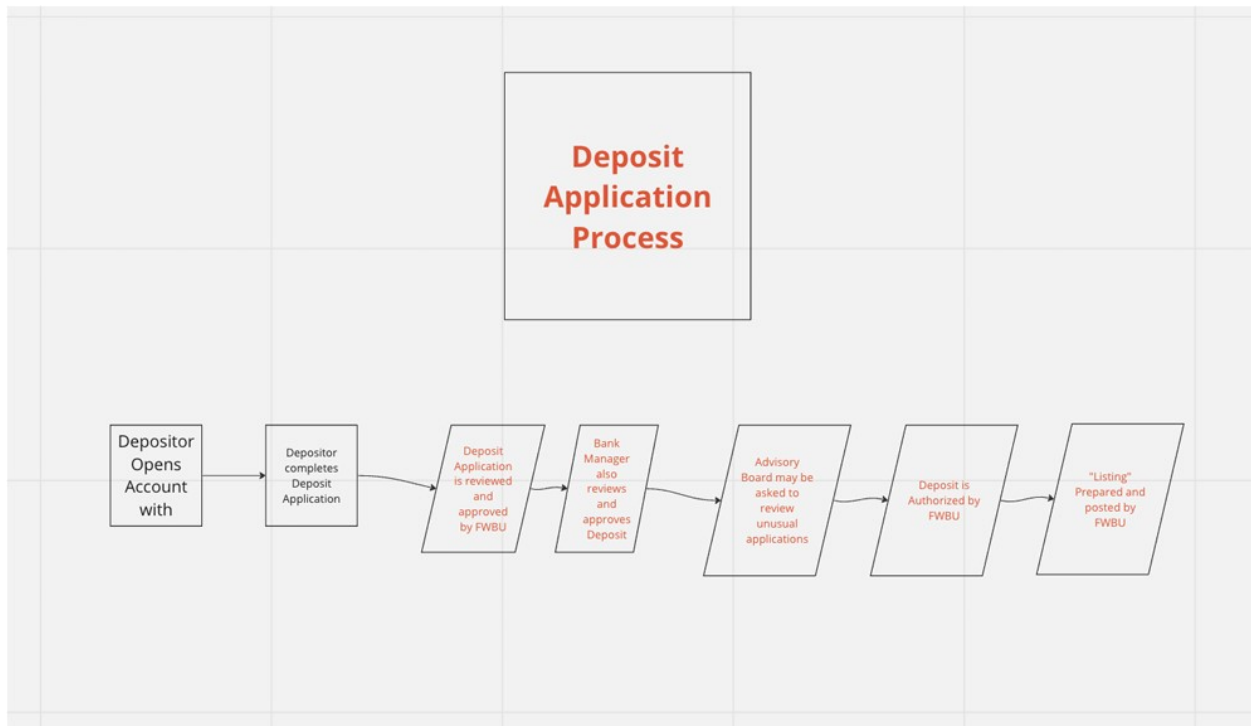 Deposit
Application
Process
Depositor
Opens
Account
with
Depositor
completes
Deposit
Application
Deposit
Application
is reviewed
and
approved
by FWBU
Bank
Manager
also
reviews
and
approves
Deposit
Advisory
Board may be
asked to
review
unusual
applications
Deposit is
Authorized by
FWBU
"Listing"
Prepared and
posted by
FWBU